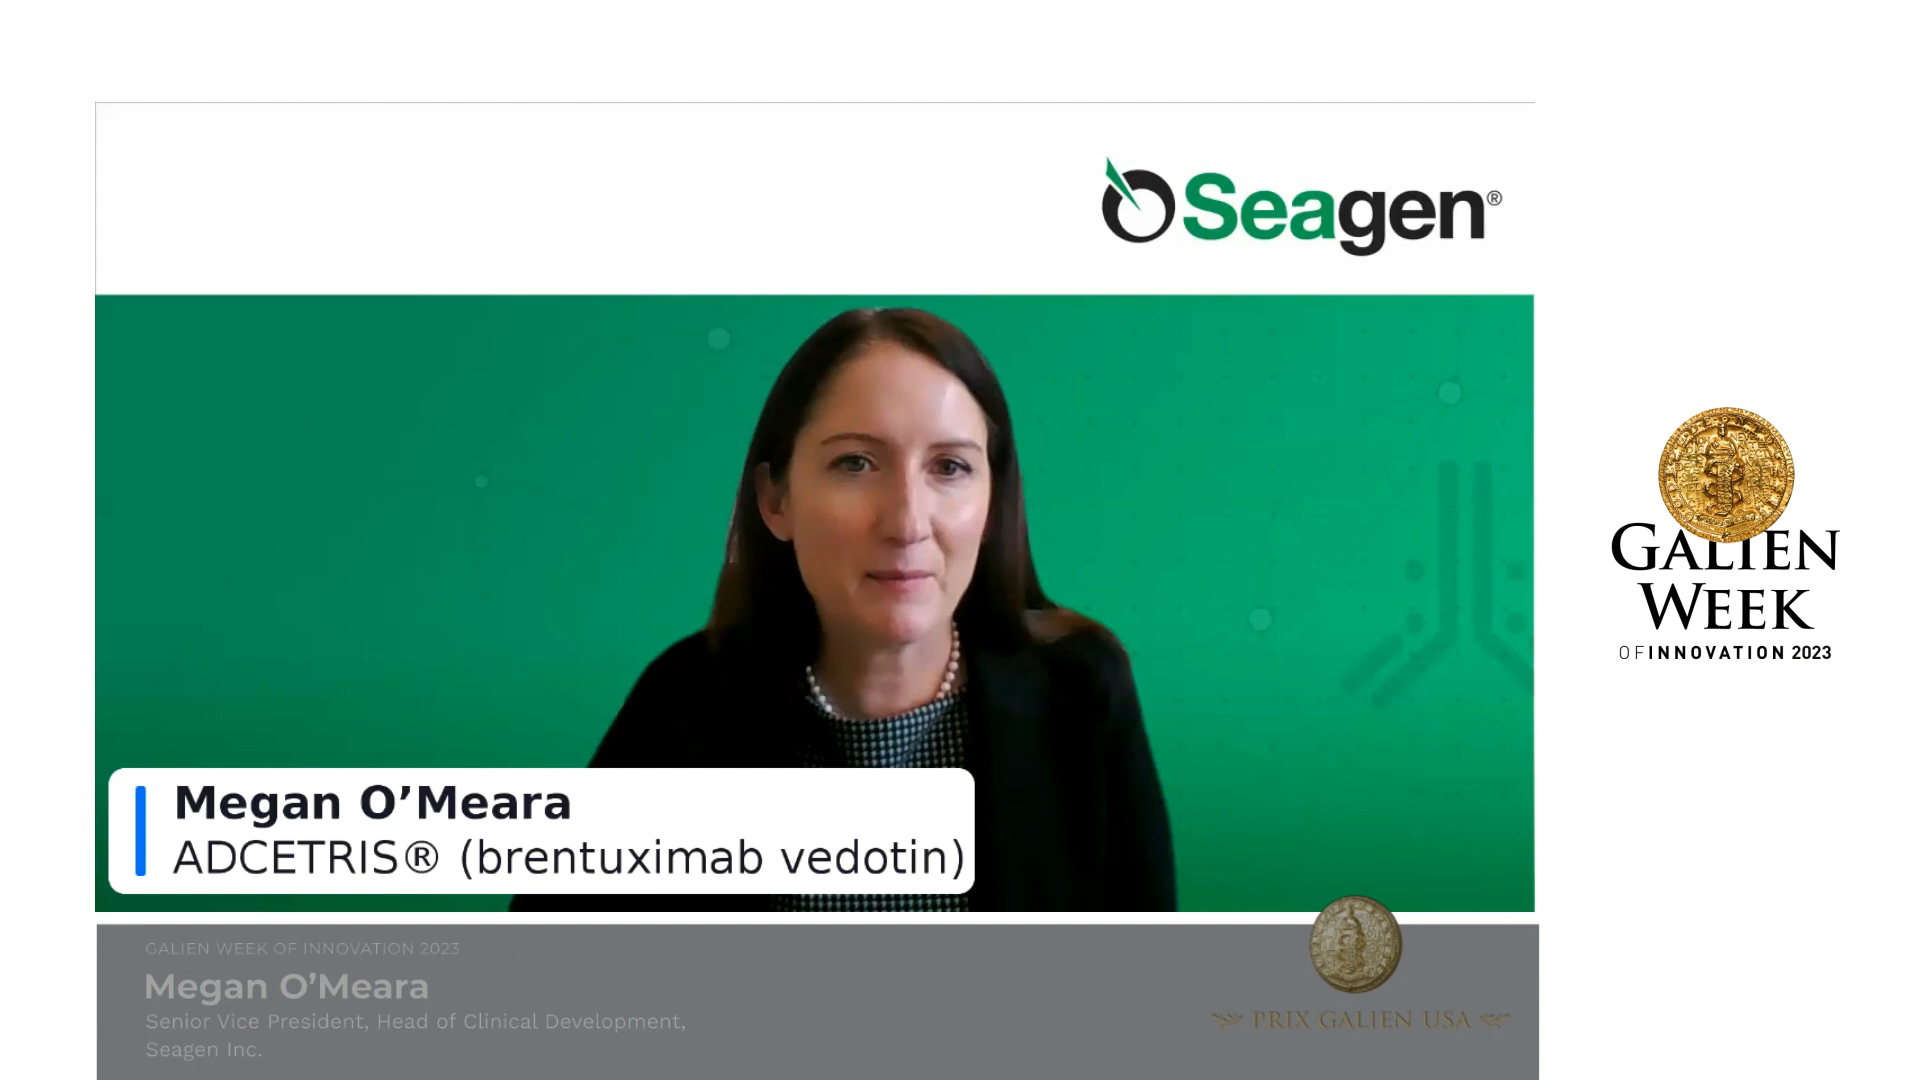 Seagen®
GALIEN
WEEK
OF INNOVATION 2023
Megan O’Meara
ADCETRIS® (brentuximab vedotin)
GALIEN WEEK OF INNOVATION 2023
Megan O’Meara
Senior Vice President, Head of Clinical Development,
Seagen Inc.
PRIX GALIEN USA